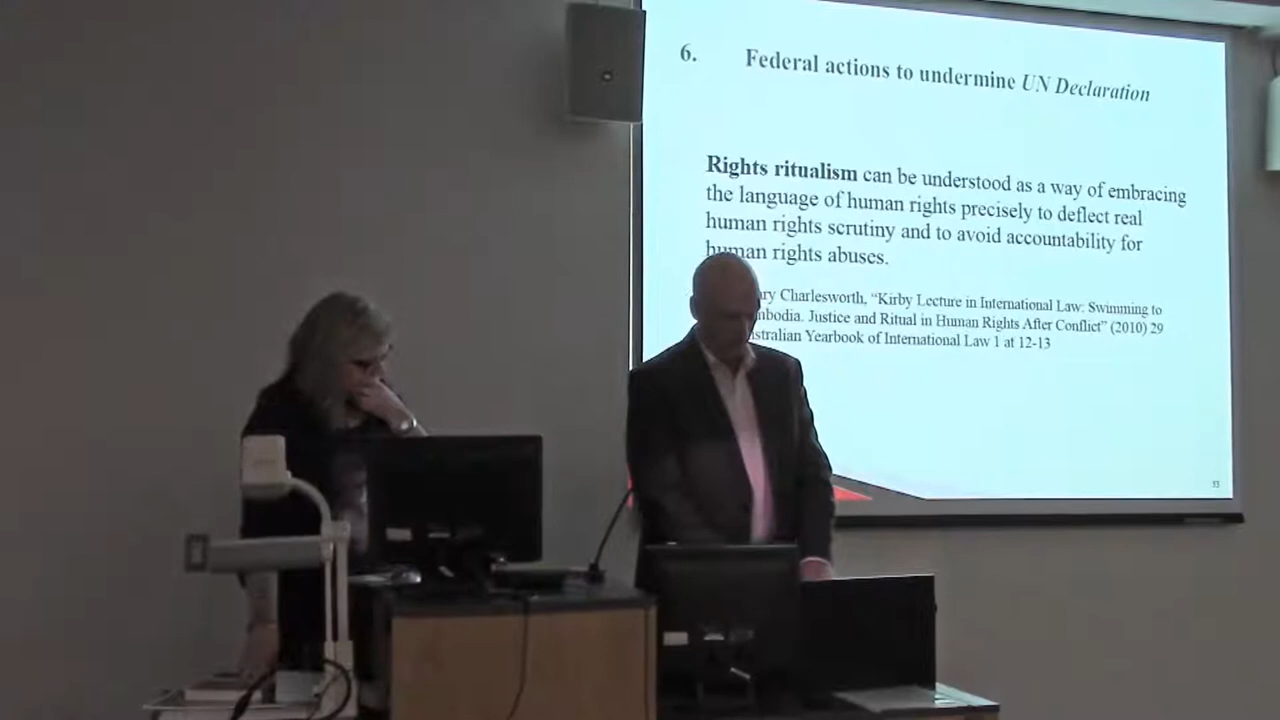 6. Federal actions to undermine UN Declaration
Rights ritualism can be understood as a way of embracing
the language of human rights precisely to deflect real
human rights scrutiny and to avoid accountability for
human rights abuses.
Charlesworth, “Kirby Lecture in International Law: Swimming to
Justice and Ritual in Human Rights After Conflict” (2010) 29
Yearbook of International Law 1 at 12-13